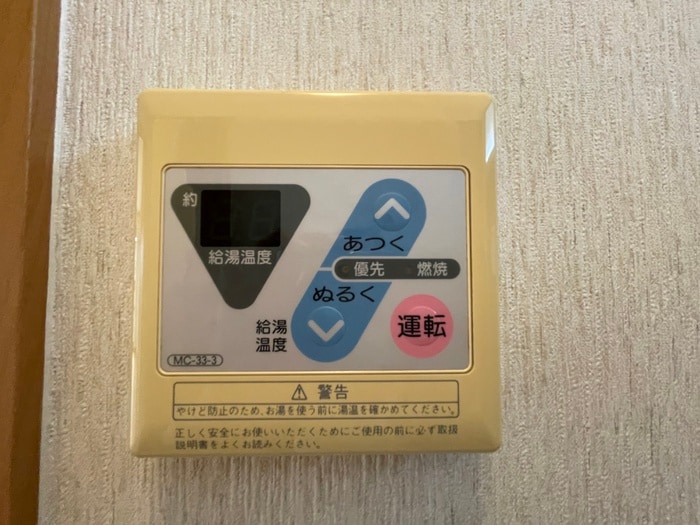 約
給湯温度
あつく
優先 燃焼
ぬるく
給湯
温度
運転
MC-33-3
⚠ 警告
やけど防止のため、お湯を使う前に湯温を確かめてください。
正しく安全にお使いいただくためにご使用の前に必ず取扱
説明書をよくお読みください。